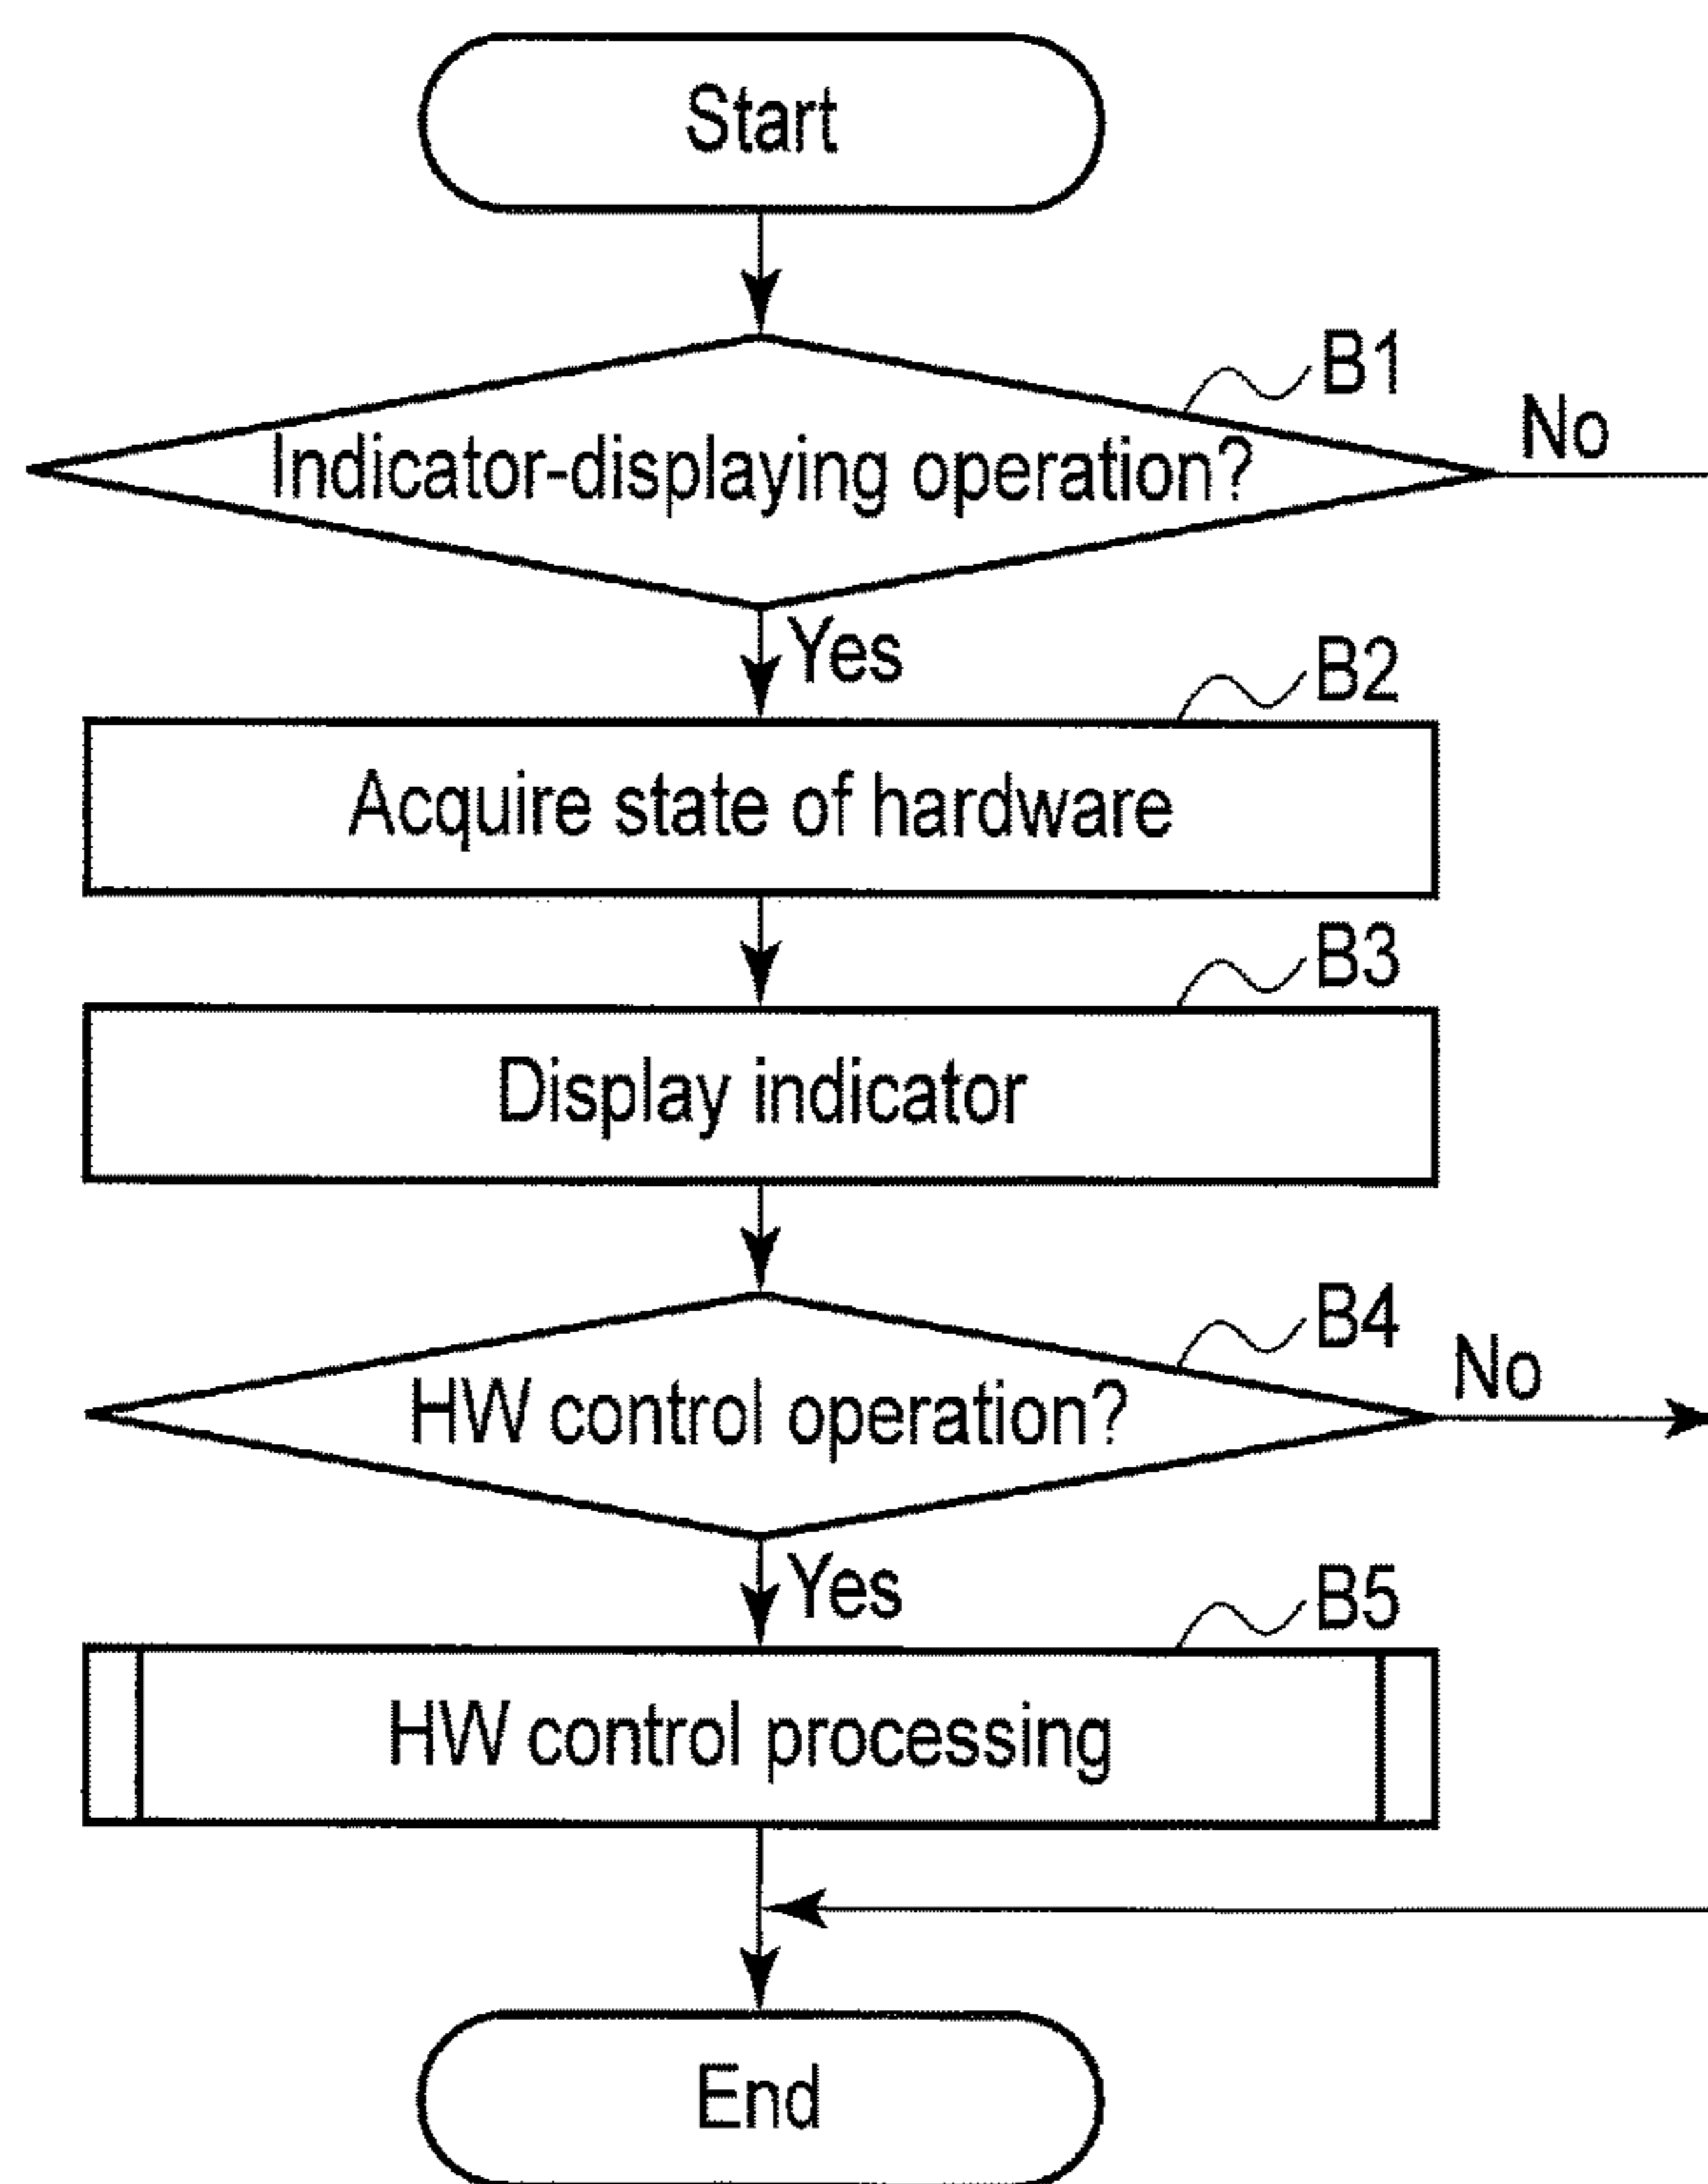 Start
B1
Indicator-displaying operation?
No
Yes
B2
Acquire state of hardware
B3
Display indicator
B4
HW control operation?
No
Yes
B5
HW control processing
End